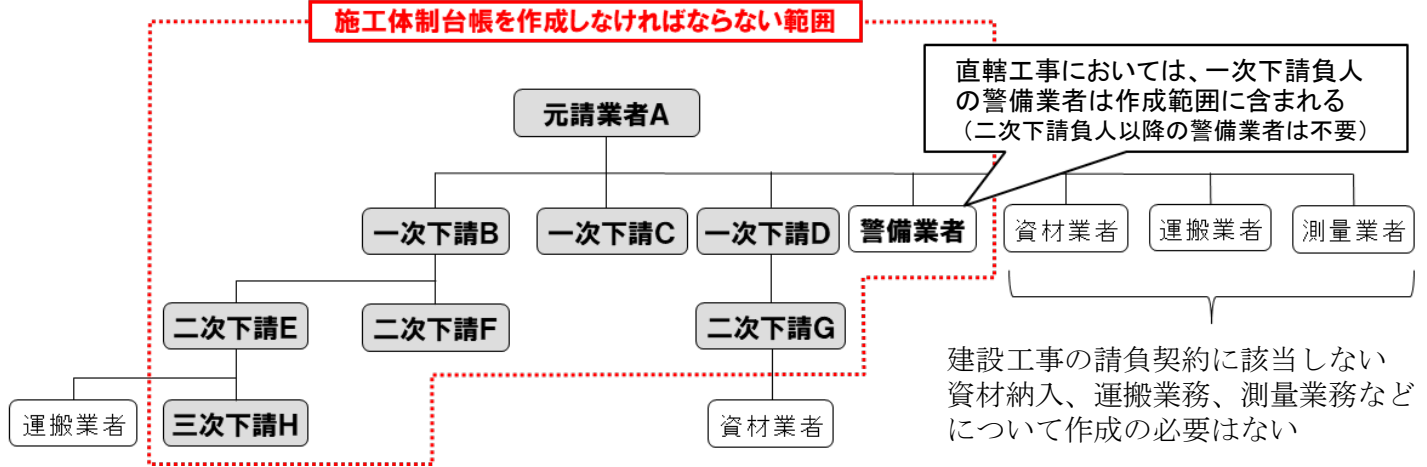 施工体制台帳を作成しなければならない範囲
直轄工事においては、一次下請負人
の警備業者は作成範囲に含まれる
（二次下請負人以降の警備業者は不要）
元請業者A
一次下請B
一次下請C
一次下請D
警備業者
資材業者
運搬業者
測量業者
二次下請E
二次下請F
二次下請G
建設工事の請負契約に該当しない
資材納入、運搬業務、測量業務など
について作成の必要はない
運搬業者
三次下請H
資材業者